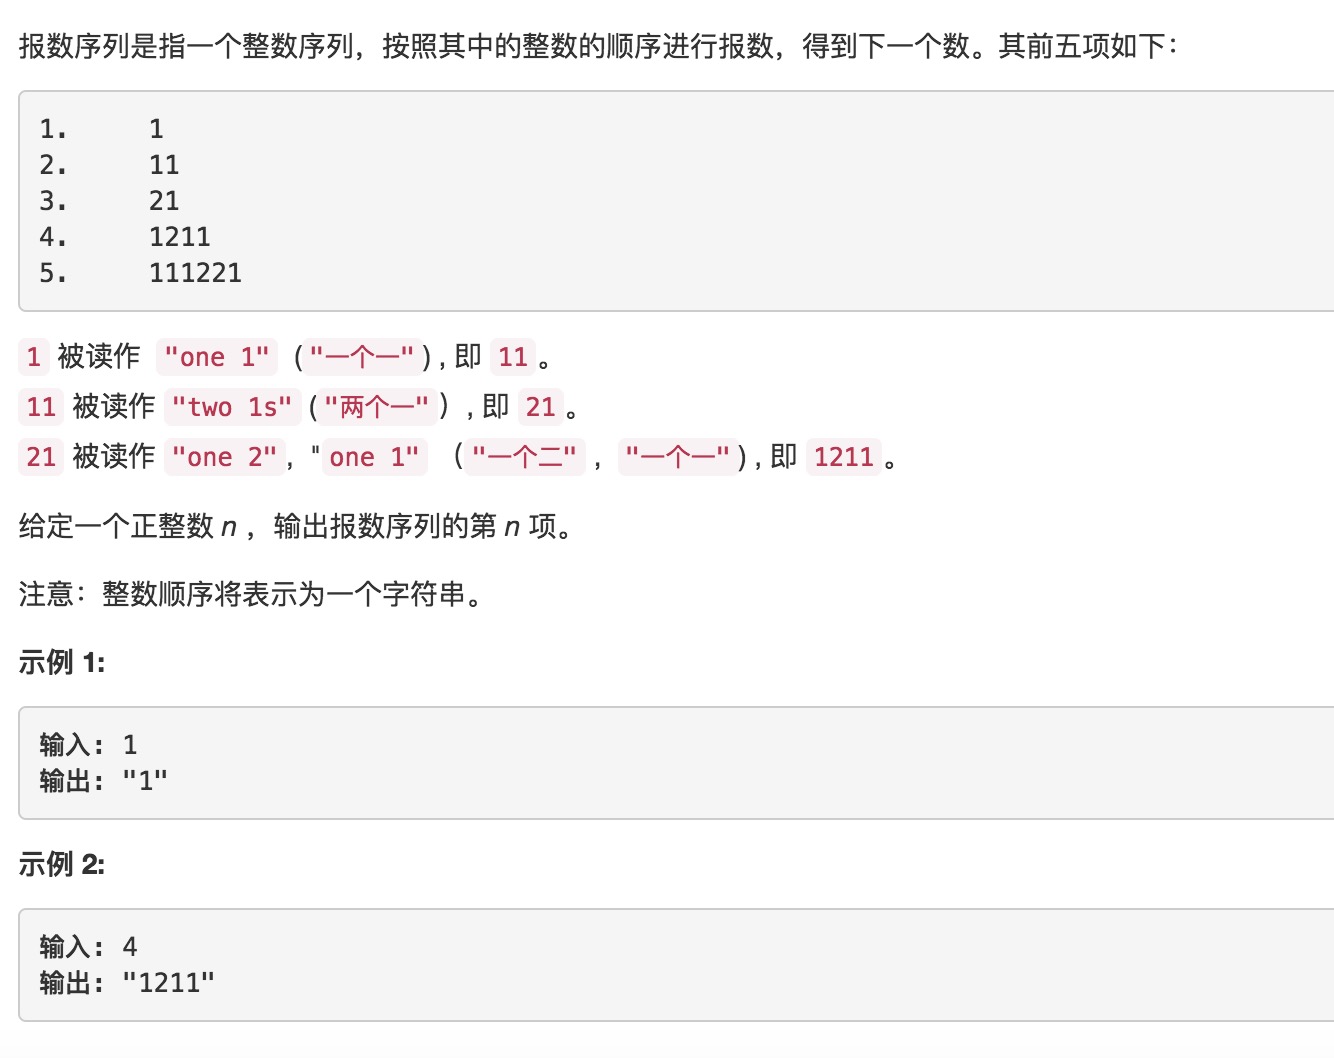 报数序列是指一个整数序列，按照其中的整数的顺序进行报数，得到下一个数。其前五项如下：
1.     1
2.     11
3.     21
4.     1211
5.     111221
1 被读作 "one 1" ("一个一") , 即 11 。
11 被读作 "two 1s" ("两个一") , 即 21 。
21 被读作 "one 2", "one 1" （"一个二" , "一个一") , 即 1211 。
给定一个正整数 n ，输出报数序列的第 n 项。
注意：整数顺序将表示为一个字符串。
示例 1:
输入: 1
输出: "1"
示例 2:
输入: 4
输出: "1211"